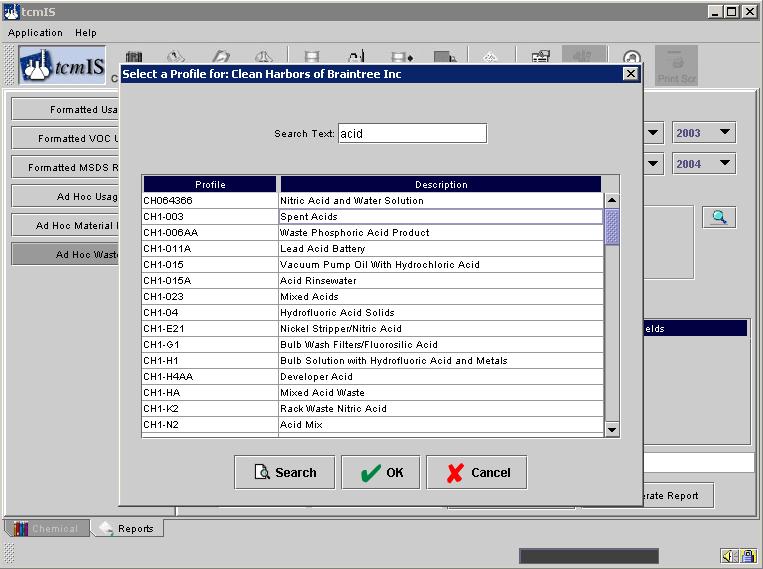 tcmIS
Application Help
tcmIS
Print Scr
Select a Profile for: Clean Harbors of Braintree Inc
Search Text: acid
Formatted Usa
Formatted VOC U
Formatted MSDS R
Ad Hoc Usag
Ad Hoc Material
Ad Hoc Waste
2003
2004
elds
Profile Description
CH064366 Nitric Acid and Water Solution
CH1-003 Spent Acids
CH1-006AA Waste Phosphoric Acid Product
CH1-011A Lead Acid Battery
CH1-015 Vacuum Pump Oil With Hydrochloric Acid
CH1-015A Acid Rinsewater
CH1-023 Mixed Acids
CH1-04 Hydrofluoric Acid Solids
CH1-E21 Nickel Stripper/Nitric Acid
CH1-G1 Bulb Wash Filters/Fluorosilic Acid
CH1-H1 Bulb Solution with Hydrofluoric Acid and Metals
CH1-H4AA Developer Acid
CH1-HA Mixed Acid Waste
CH1-K2 Rack Waste Nitric Acid
CH1-N2 Acid Mix
Search OK Cancel
erate Report
Chemical Reports